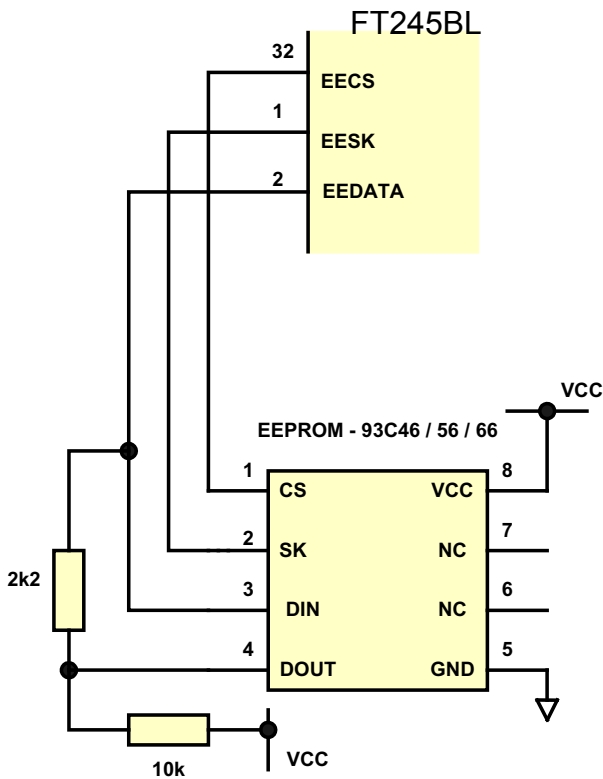 FT245BL
32
EECS
1
EESK
2
EEDATA
VCC
EEPROM - 93C46 / 56 / 66
1
CS
VCC
8
2
SK
NC
7
2k2
3
DIN
NC
6
4
DOUT
GND
5
10k
VCC